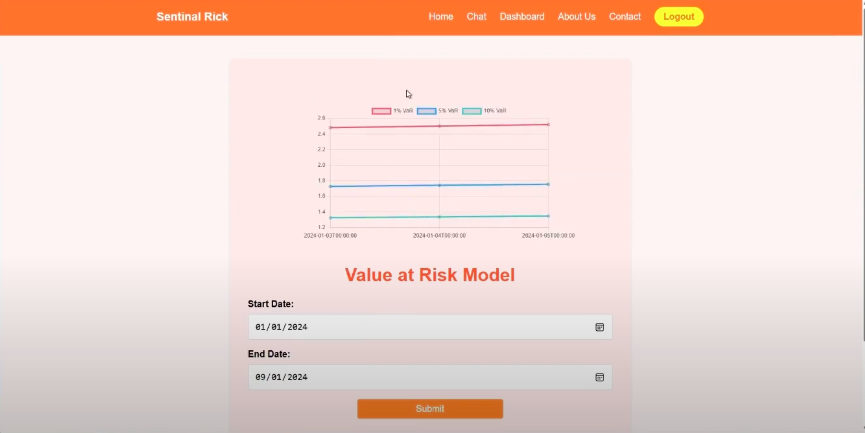 Sentinal Rick
Home Chat Dashboard About Us Contact Logout
1% VaR 5% VaR 10% VaR
2.6
2.4
2.2
2.0
1.8
1.6
1.4
1.2
2024-01-03T00:00:00 2024-01-04T00:00:00 2024-01-05T00:00:00
Value at Risk Model
Start Date:
01/01/2024
End Date:
09/01/2024
Submit